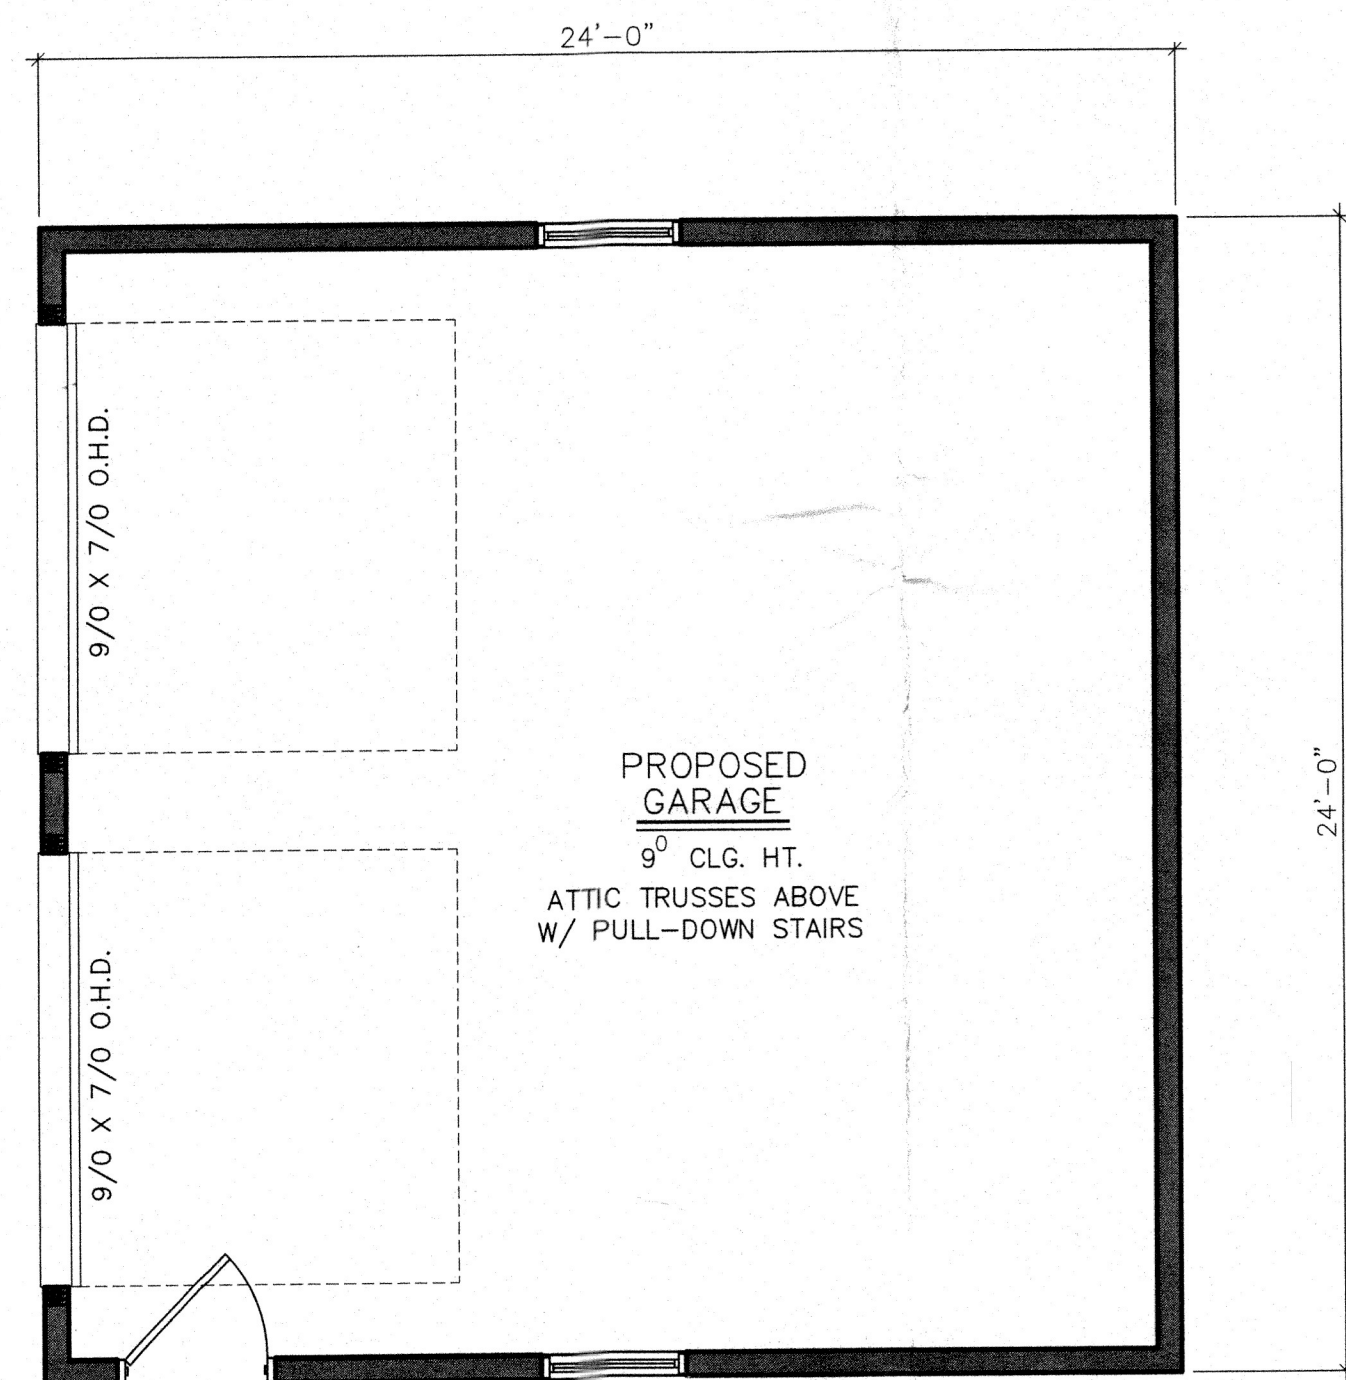 24'-0"
9/0 X 7/0 O.H.D.
PROPOSED
GARAGE
9⁰ CLG. HT.
ATTIC TRUSSES ABOVE
W/ PULL-DOWN STAIRS
24'-0"
9/0 X 7/0 O.H.D.